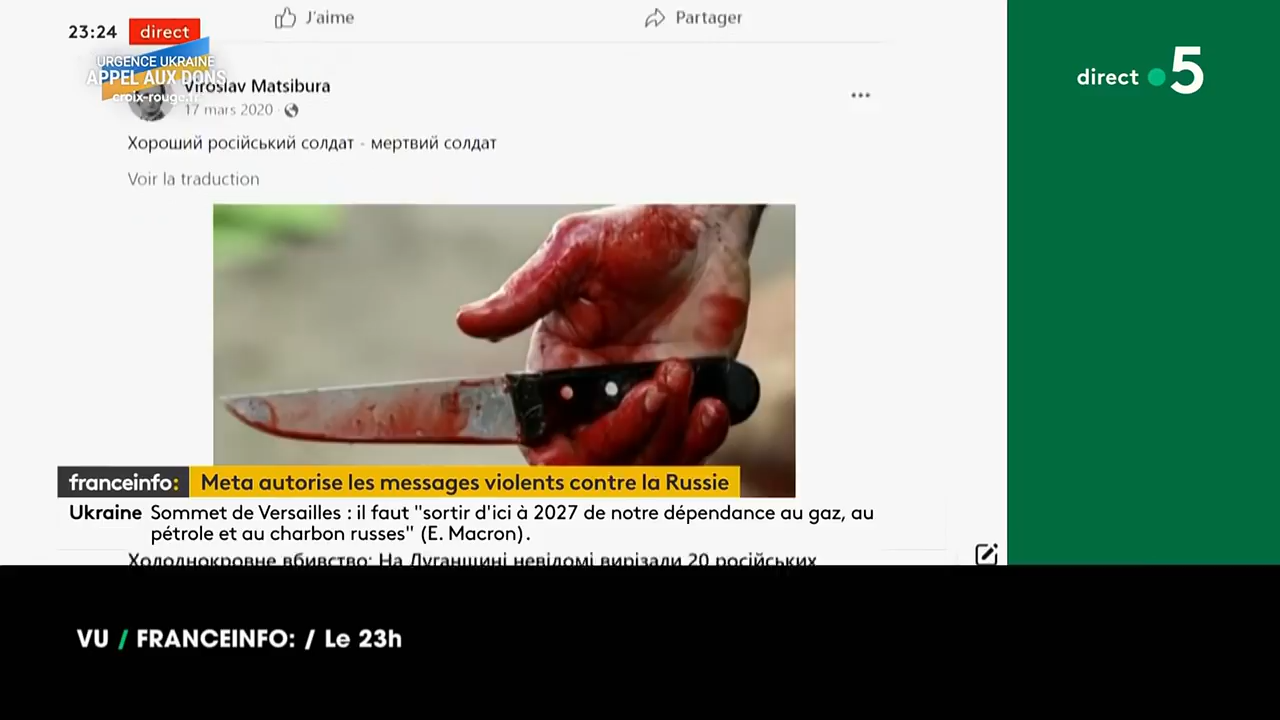 J'aime
Partager
23:24 direct
URGENCE UKRAINE
APPEL AUX DONS
croix-rouge.fr
direct 5
Viroslav Matsibura
17 mars 2020
Хороший російський солдат - мертвий солдат
Voir la traduction
franceinfo: Meta autorise les messages violents contre la Russie
Ukraine Sommet de Versailles : il faut "sortir d'ici à 2027 de notre dépendance au gaz, au
pétrole et au charbon russes" (E. Macron).
Холоднокровне вбивство: На Луганщині невідомі вирізали 20 російських
VU / FRANCEINFO: / Le 23h